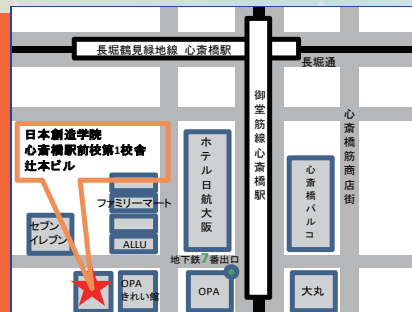 長堀鶴見緑地線 心斎橋駅
長堀通
御堂筋線心斎橋駅
心斎橋筋商店街
日本創造学院
心斎橋駅前校第1校舎
辻本ビル
ホテル日航大阪
心斎橋パルコ
ファミリーマート
セブン
イレブン
ALLU
地下鉄7番出口
OPA
きれい館
OPA
大丸